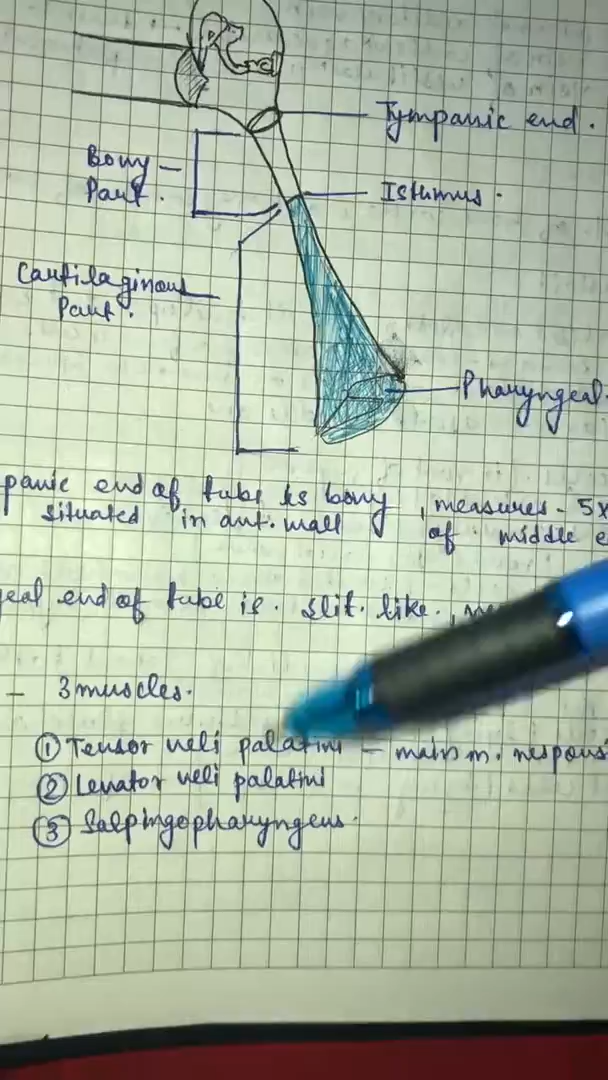 Tympanic end.
Bony
Part.
Isthmus.
Cartilaginous
Part.
Pharyngeal
panic end of tube is bony, measures - 5x
situated in ant. wall of middle e
geal end of tube is. slit. like.,
- 3 muscles.
① Tensor veli palatini - main m. respons
② Levator veli palatini
③ Salpingopharyngeus.